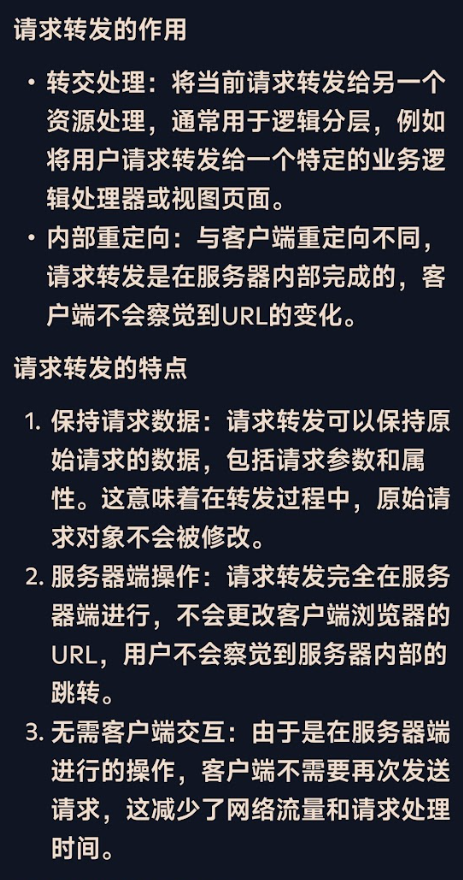 请求转发的作用
• 转交处理：将当前请求转发给另一个
资源处理，通常用于逻辑分层，例如
将用户请求转发给一个特定的业务逻
辑处理器或视图页面。
• 内部重定向：与客户端重定向不同，
请求转发是在服务器内部完成的，客
户端不会察觉到URL的变化。
请求转发的特点
1. 保持请求数据：请求转发可以保持原
始请求的数据，包括请求参数和属
性。这意味着在转发过程中，原始请
求对象不会被修改。
2. 服务器端操作：请求转发完全在服务
器端进行，不会更改客户端浏览器的
URL，用户不会察觉到服务器内部的
跳转。
3. 无需客户端交互：由于是在服务器端
进行的操作，客户端不需要再次发送
请求，这减少了网络流量和请求处理
时间。